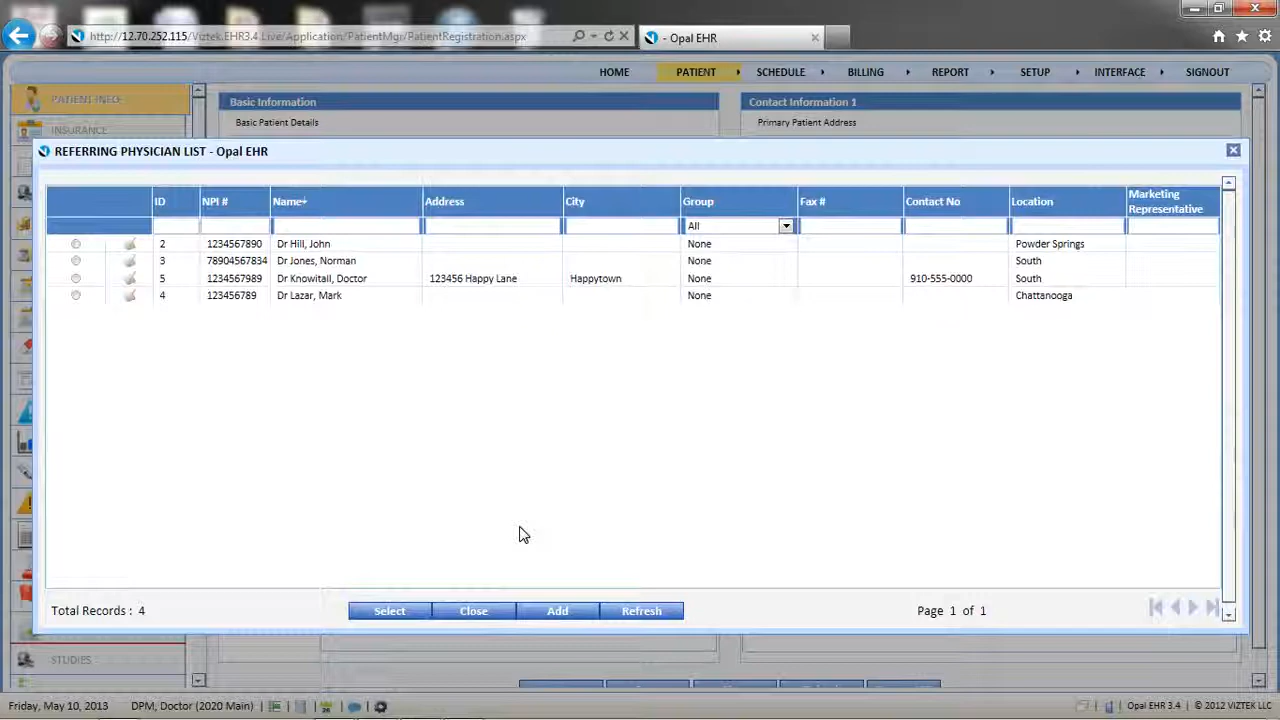 http://12.70.252.115/Viztek.EHR3.4.Live/Application/PatientMgr/PatientRegistration.aspx
- Opal EHR
HOME PATIENT SCHEDULE BILLING REPORT SETUP INTERFACE SIGNOUT
PATIENT INFO
INSURANCE
Basic Information
Basic Patient Details
Contact Information 1
Primary Patient Address
REFERRING PHYSICIAN LIST - Opal EHR
ID NPI # Name Address City Group Fax # Contact No Location Marketing Representative
All
2 1234567890 Dr Hill, John None Powder Springs
3 78904567834 Dr Jones, Norman None South
5 1234567989 Dr Knowitall, Doctor 123456 Happy Lane Happytown None 910-555-0000 South
4 123456789 Dr Lazar, Mark None Chattanooga
Total Records : 4 Select Close Add Refresh Page 1 of 1
STUDIES
Friday, May 10, 2013 DPM, Doctor (2020 Main) Opal EHR 3.4 © 2012 VIZTEK LLC